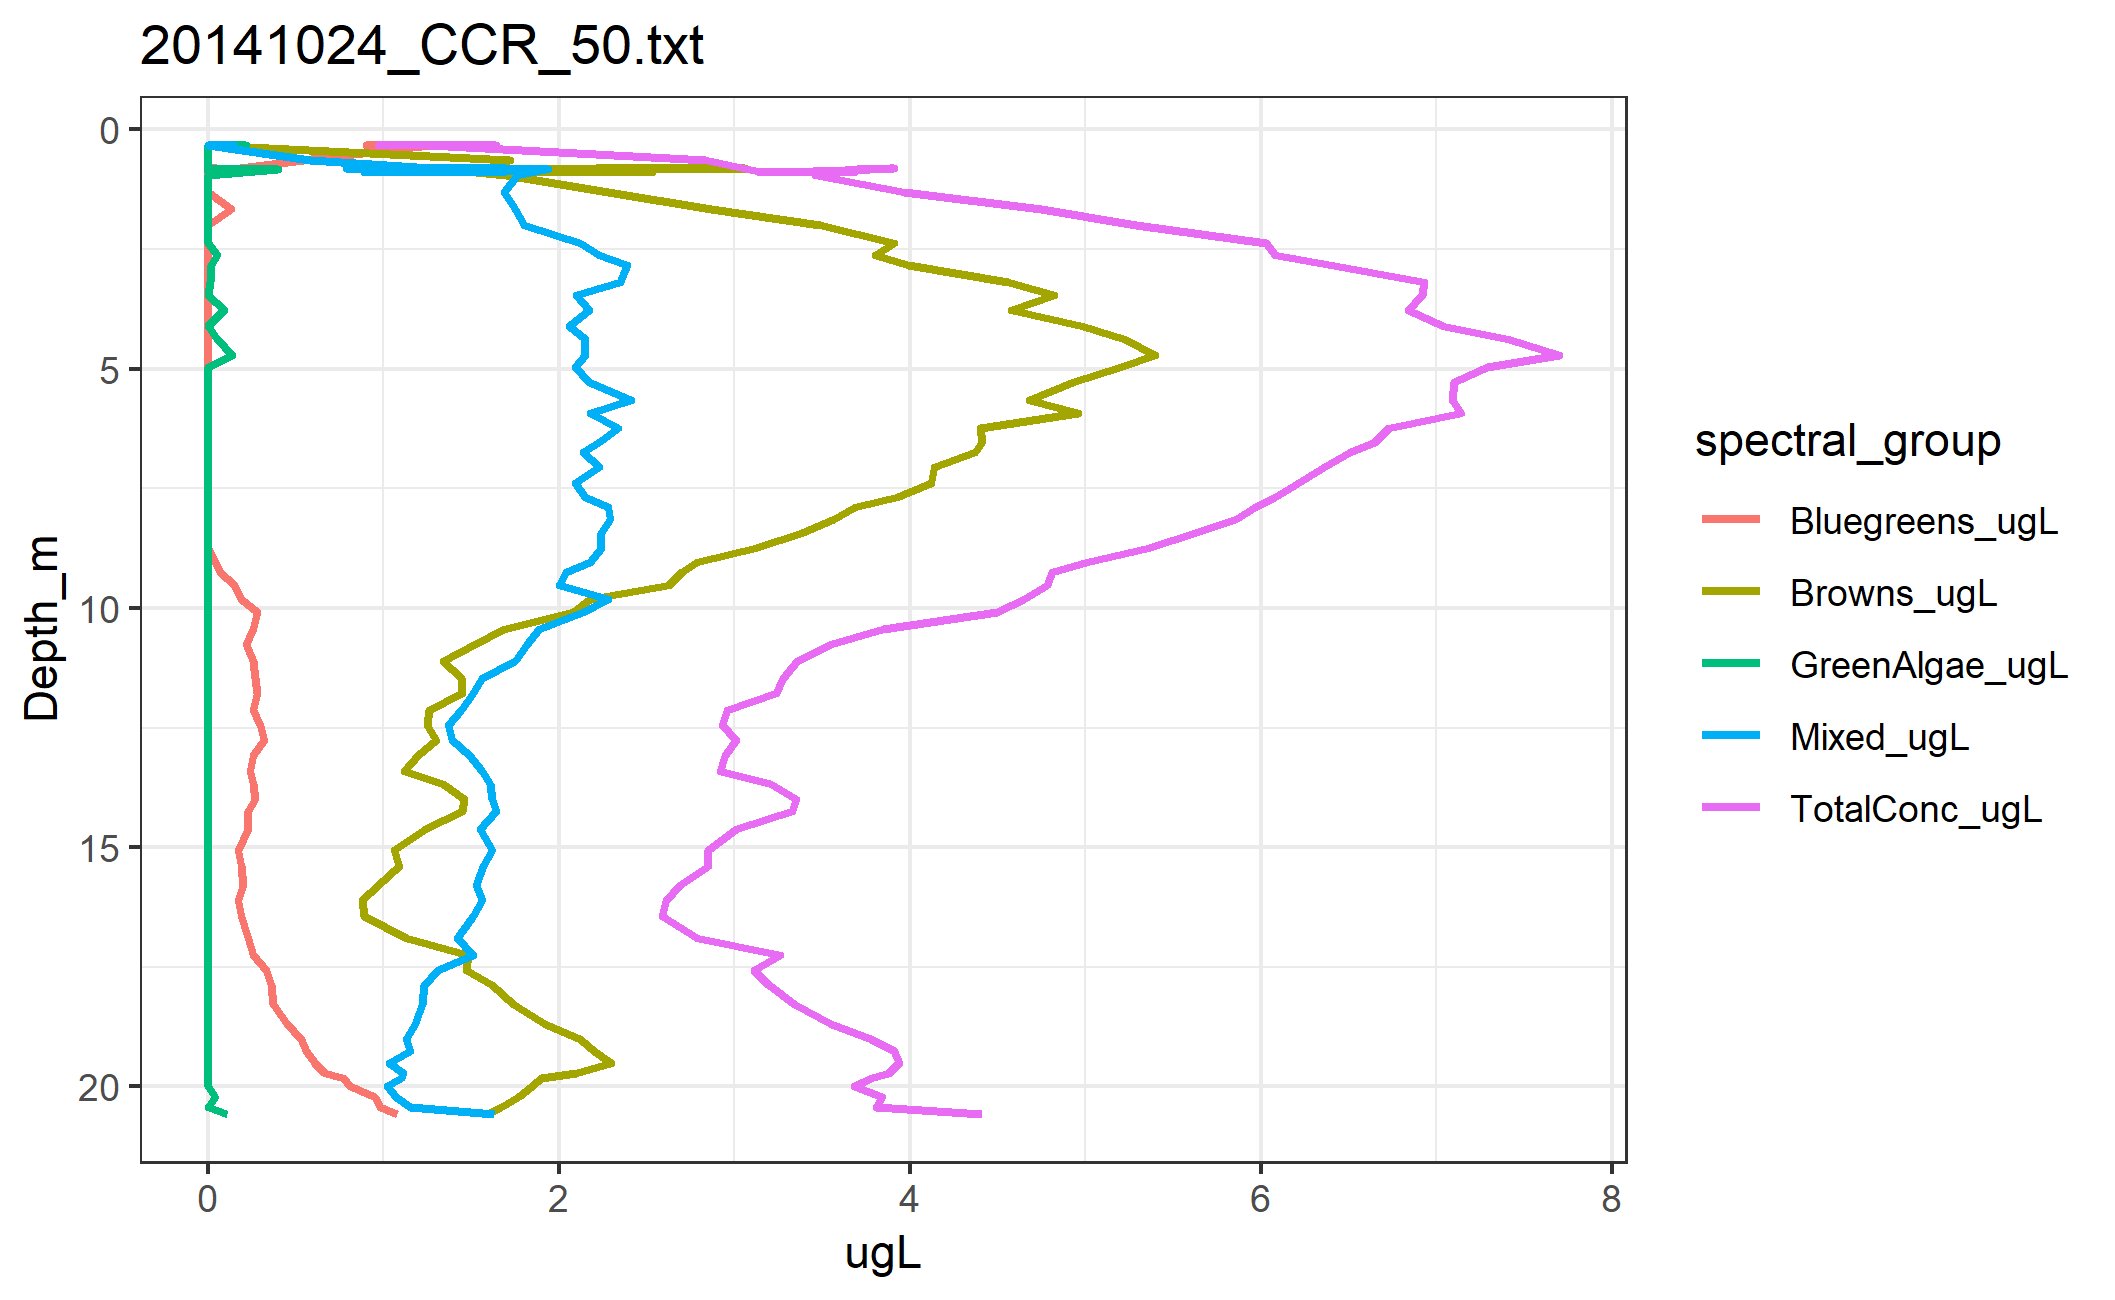 20141024_CCR_50.txt
0
5
10
15
20
Depth_m
0 2 4 6 8
ugL
spectral_group
Bluegreens_ugL
Browns_ugL
GreenAlgae_ugL
Mixed_ugL
TotalConc_ugL